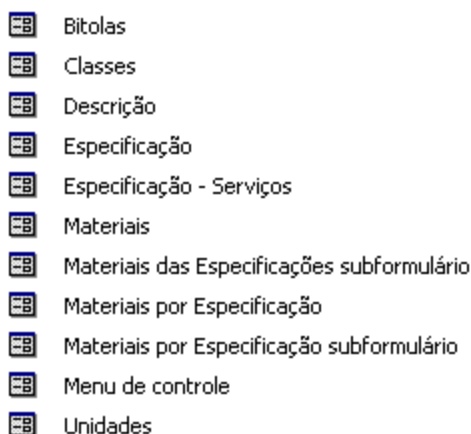 Bitolas
Classes
Descrição
Especificação
Especificação - Serviços
Materiais
Materiais das Especificações subformulário
Materiais por Especificação
Materiais por Especificação subformulário
Menu de controle
Unidades